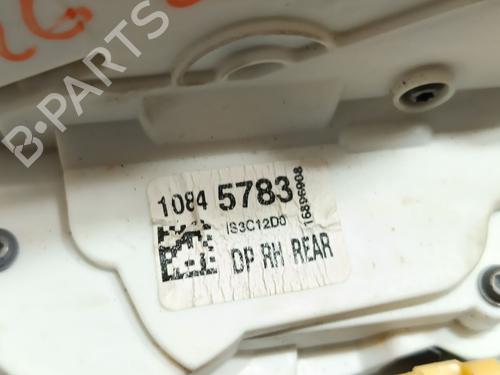 B-PARTS
1084 5783
IS3C12D0
16896908
DP RH REAR